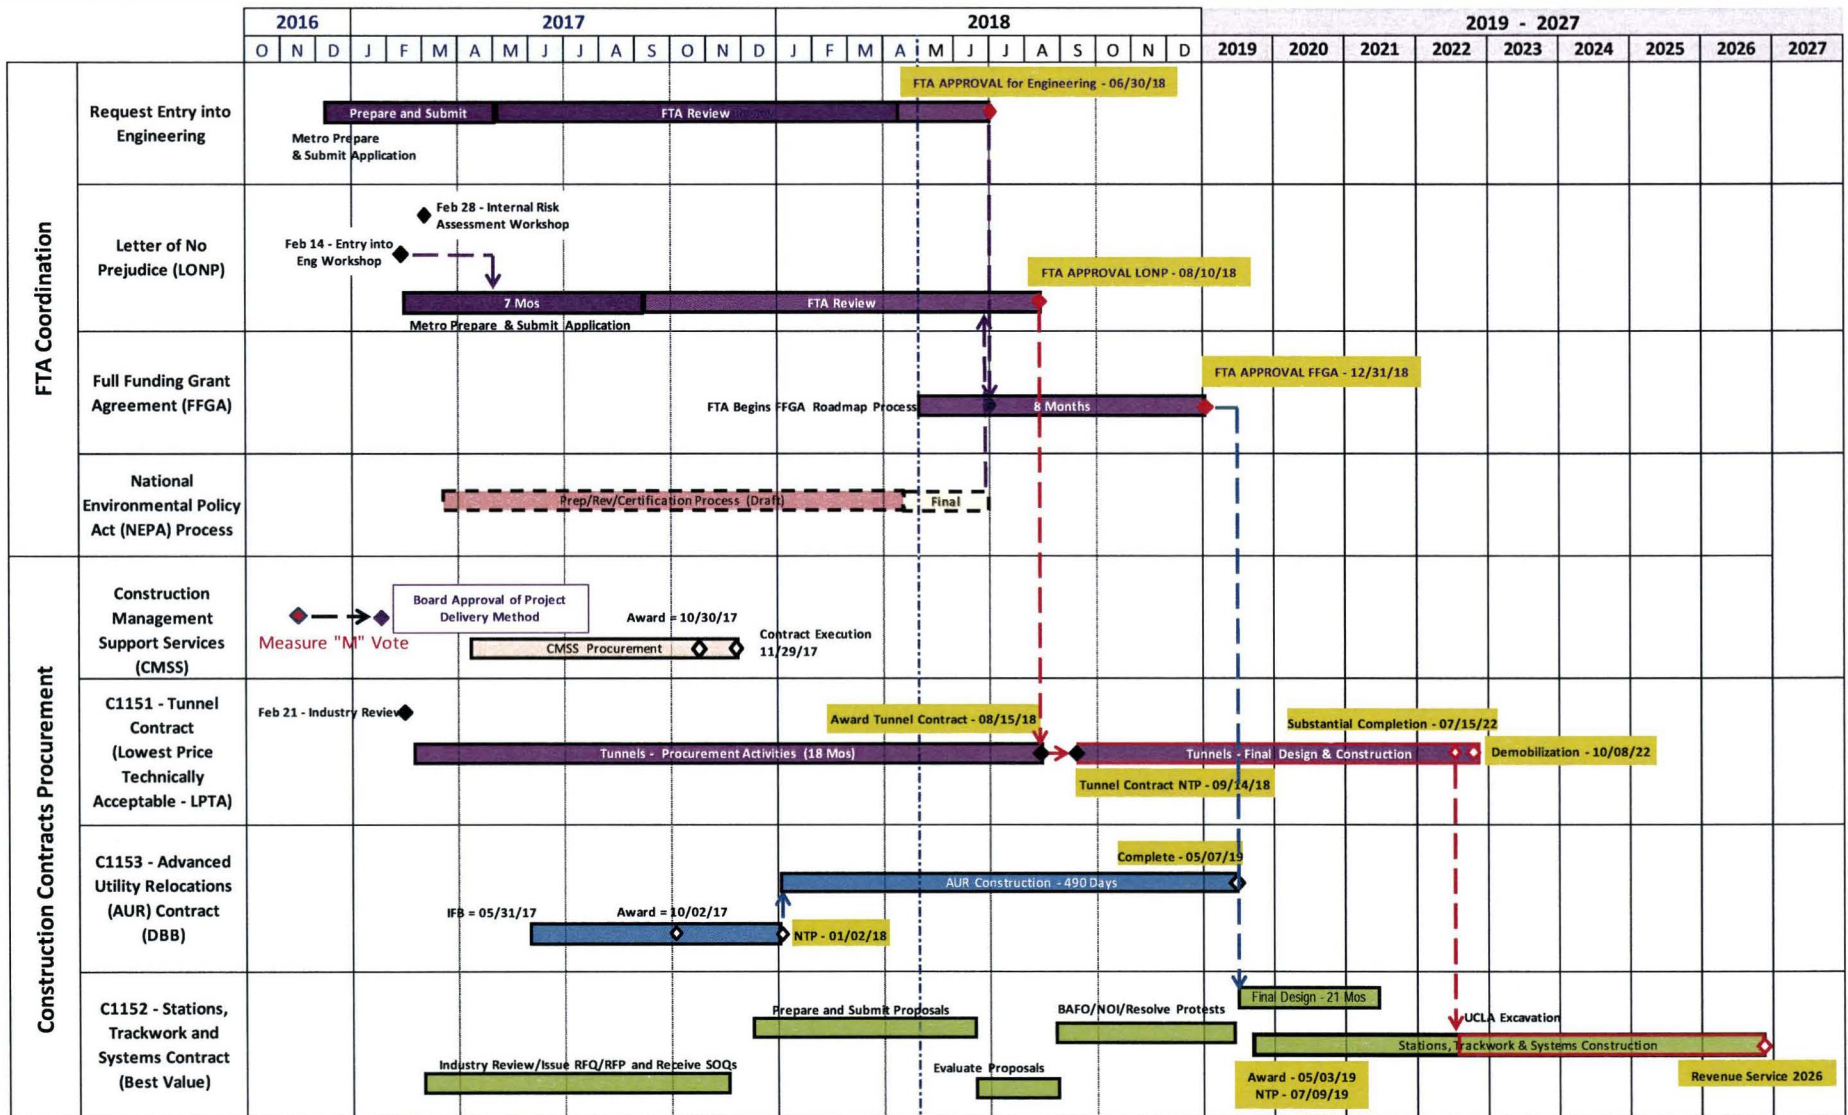 2016 2017 2018 2019 - 2027
O N D J F M A M J J A S O N D J F M A M J J A S O N D 2019 2020 2021 2022 2023 2024 2025 2026 2027
FTA Coordination
Request Entry into
Engineering
FTA APPROVAL for Engineering - 06/30/18
Prepare and Submit FTA Review
Metro Prepare
& Submit Application
Letter of No
Prejudice (LONP)
Feb 28 - Internal Risk
Assessment Workshop
Feb 14 - Entry into
Eng Workshop
FTA APPROVAL LONP - 08/10/18
7 Mos FTA Review
Metro Prepare & Submit Application
Full Funding Grant
Agreement (FFGA)
FTA APPROVAL FFGA - 12/31/18
FTA Begins FFGA Roadmap Process 8 Months
National
Environmental Policy
Act (NEPA) Process
Prep/Rev/Certification Process (Draft) Final
Construction Contracts Procurement
Construction
Management
Support Services
(CMSS)
Board Approval of Project
Delivery Method
Measure "M" Vote
Award = 10/30/17
CMSS Procurement
Contract Execution
11/29/17
C1151 - Tunnel
Contract
(Lowest Price
Technically
Acceptable - LPTA)
Feb 21 - Industry Review
Award Tunnel Contract - 08/15/18
Substantial Completion - 07/15/22
Tunnels - Procurement Activities (18 Mos)
Tunnels - Final Design & Construction
Demobilization - 10/08/22
Tunnel Contract NTP - 09/14/18
C1153 - Advanced
Utility Relocations
(AUR) Contract
(DBB)
Complete - 05/07/19
AUR Construction - 490 Days
IFB = 05/31/17
Award = 10/02/17
NTP - 01/02/18
C1152 - Stations,
Trackwork and
Systems Contract
(Best Value)
Final Design - 21 Mos
Prepare and Submit Proposals
BAFO/NOI/Resolve Protests
UCLA Excavation
Stations, Trackwork & Systems Construction
Industry Review/Issue RFQ/RFP and Receive SOQs
Evaluate Proposals
Award - 05/03/19
NTP - 07/09/19
Revenue Service 2026